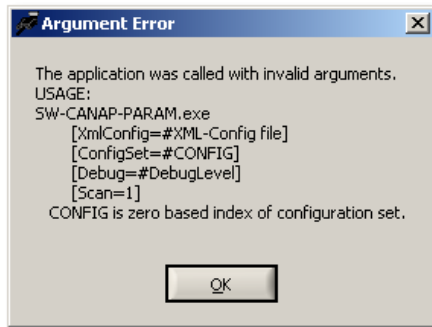 Argument Error
The application was called with invalid arguments.
USAGE:
SW-CANAP-PARAM.exe
[XmlConfig=#XML-Config file]
[ConfigSet=#CONFIG]
[Debug=#DebugLevel]
[Scan=1]
CONFIG is zero based index of configuration set.
OK